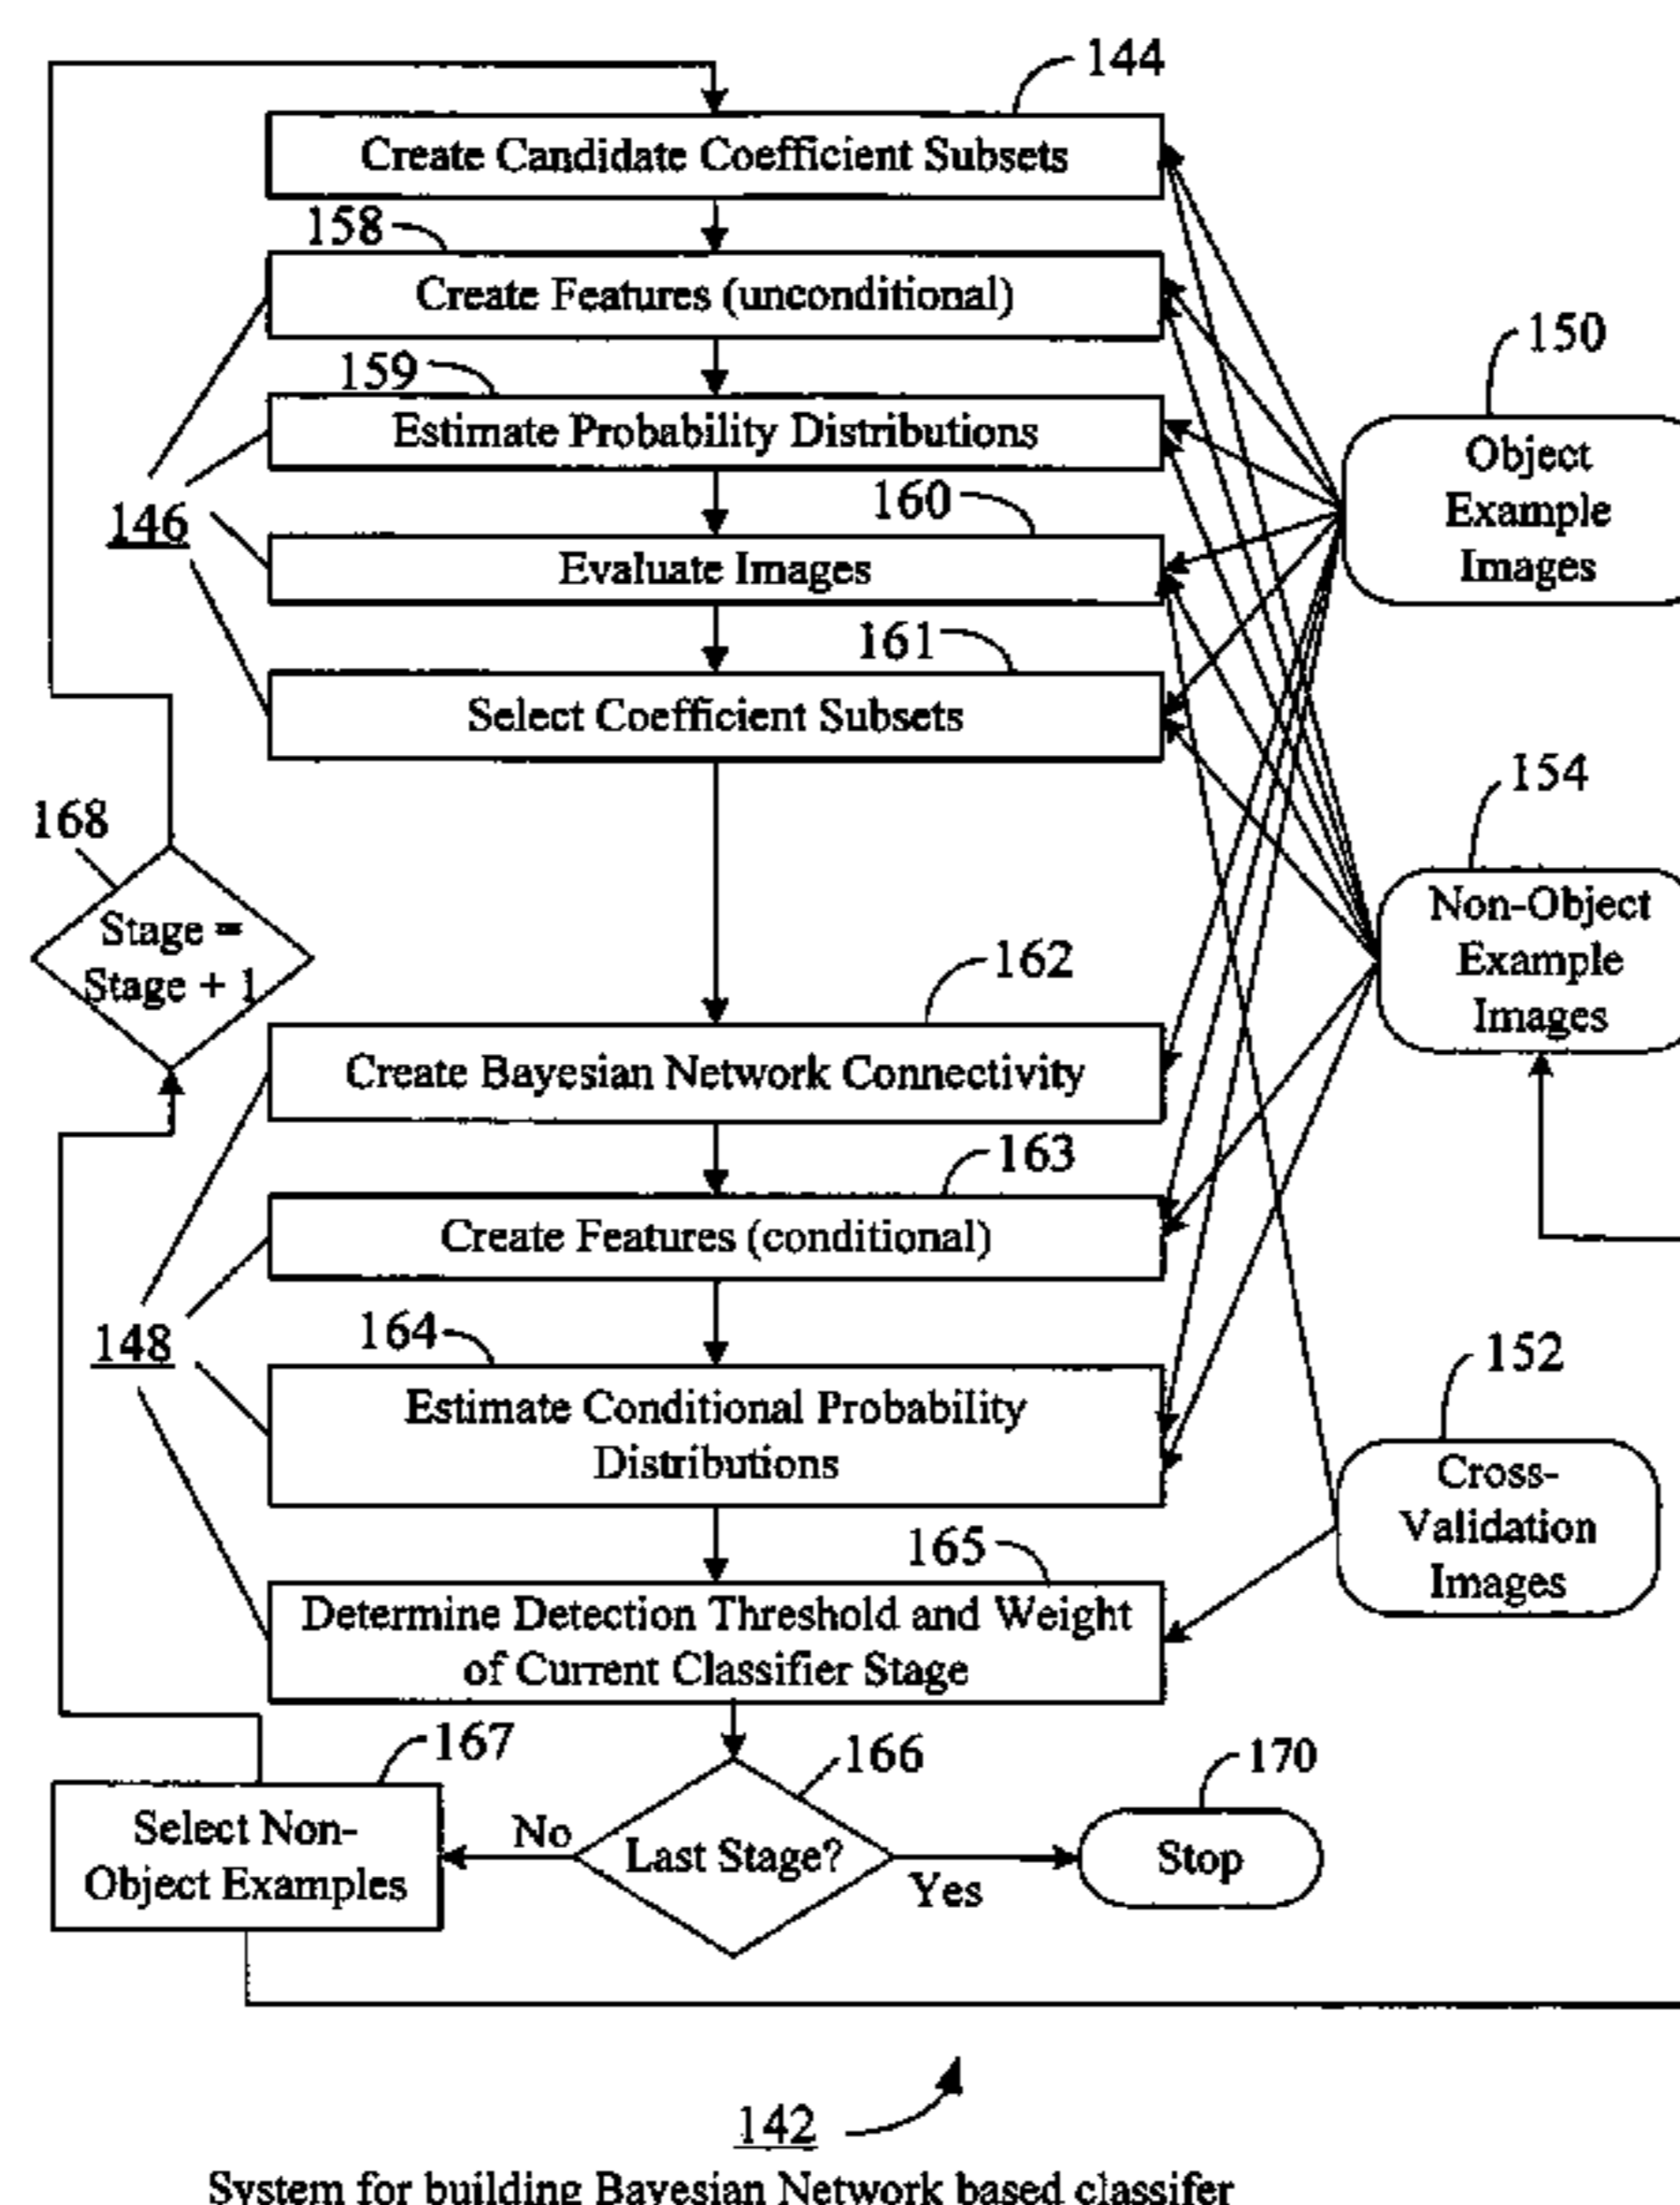 144
Create Candidate Coefficient Subsets
158
Create Features (unconditional)
150
159
Estimate Probability Distributions
Object
Example
Images
146
160
Evaluate Images
161
Select Coefficient Subsets
154
168
Stage =
Stage + 1
Non-Object
Example
Images
162
Create Bayesian Network Connectivity
163
Create Features (conditional)
148
164
Estimate Conditional Probability
Distributions
152
Cross-
Validation
Images
165
Determine Detection Threshold and Weight
of Current Classifier Stage
167
Select Non-
Object Examples
No
166
Last Stage?
Yes
170
Stop
142
System for building Bayesian Network based classifer